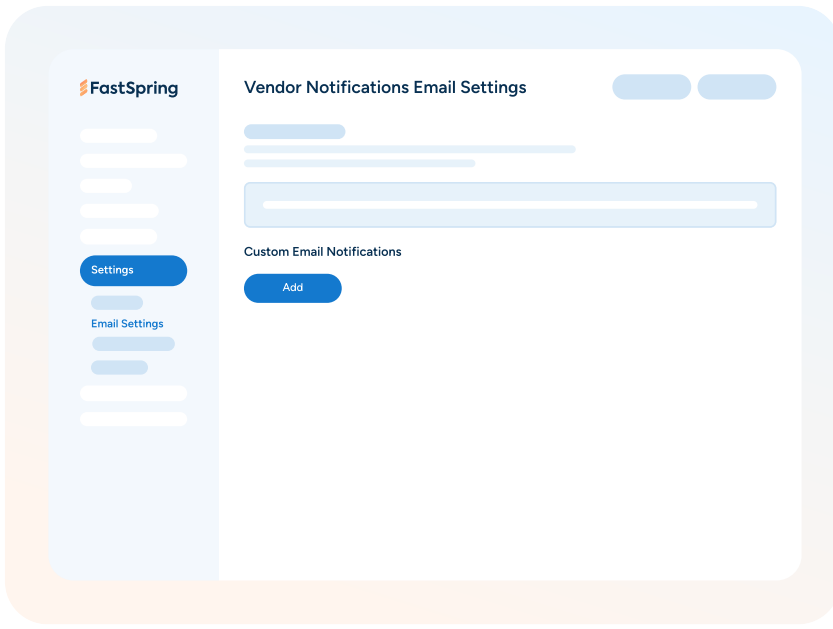 FastSpring
Vendor Notifications Email Settings
Custom Email Notifications
Settings
Add
Email Settings